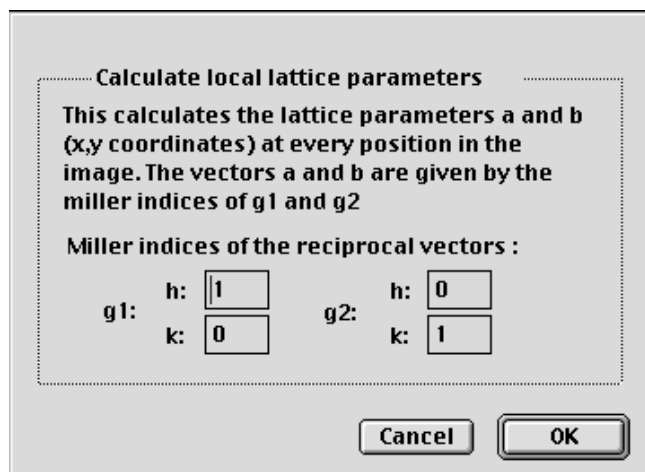 Calculate local lattice parameters
This calculates the lattice parameters a and b
(x,y coordinates) at every position in the
image. The vectors a and b are given by the
miller indices of g1 and g2
Miller indices of the reciprocal vectors :
g1:
h: 1
k: 0
g2:
h: 0
k: 1
Cancel
OK